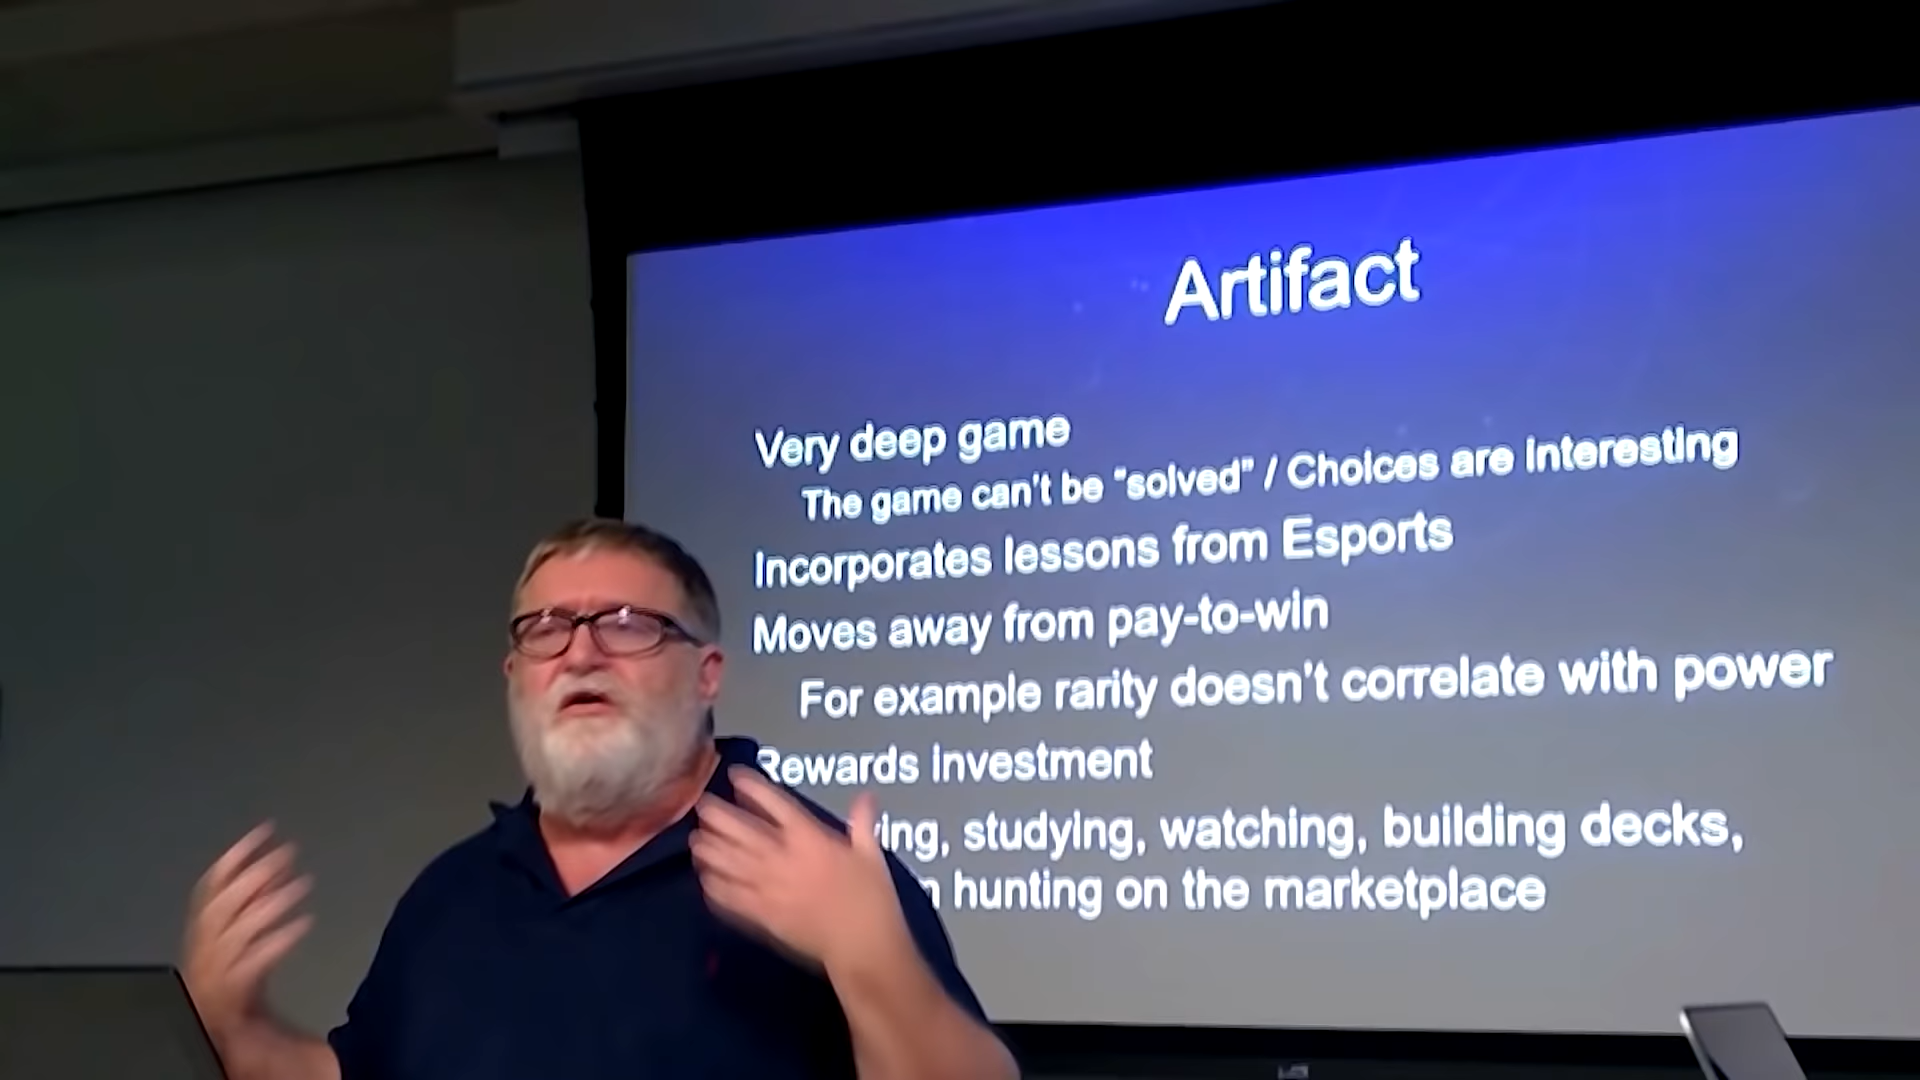 Artifact
Very deep game
The game can't be "solved" / Choices are interesting
Incorporates lessons from Esports
Moves away from pay-to-win
For example rarity doesn't correlate with power
Rewards investment
studying, watching, building decks,
hunting on the marketplace